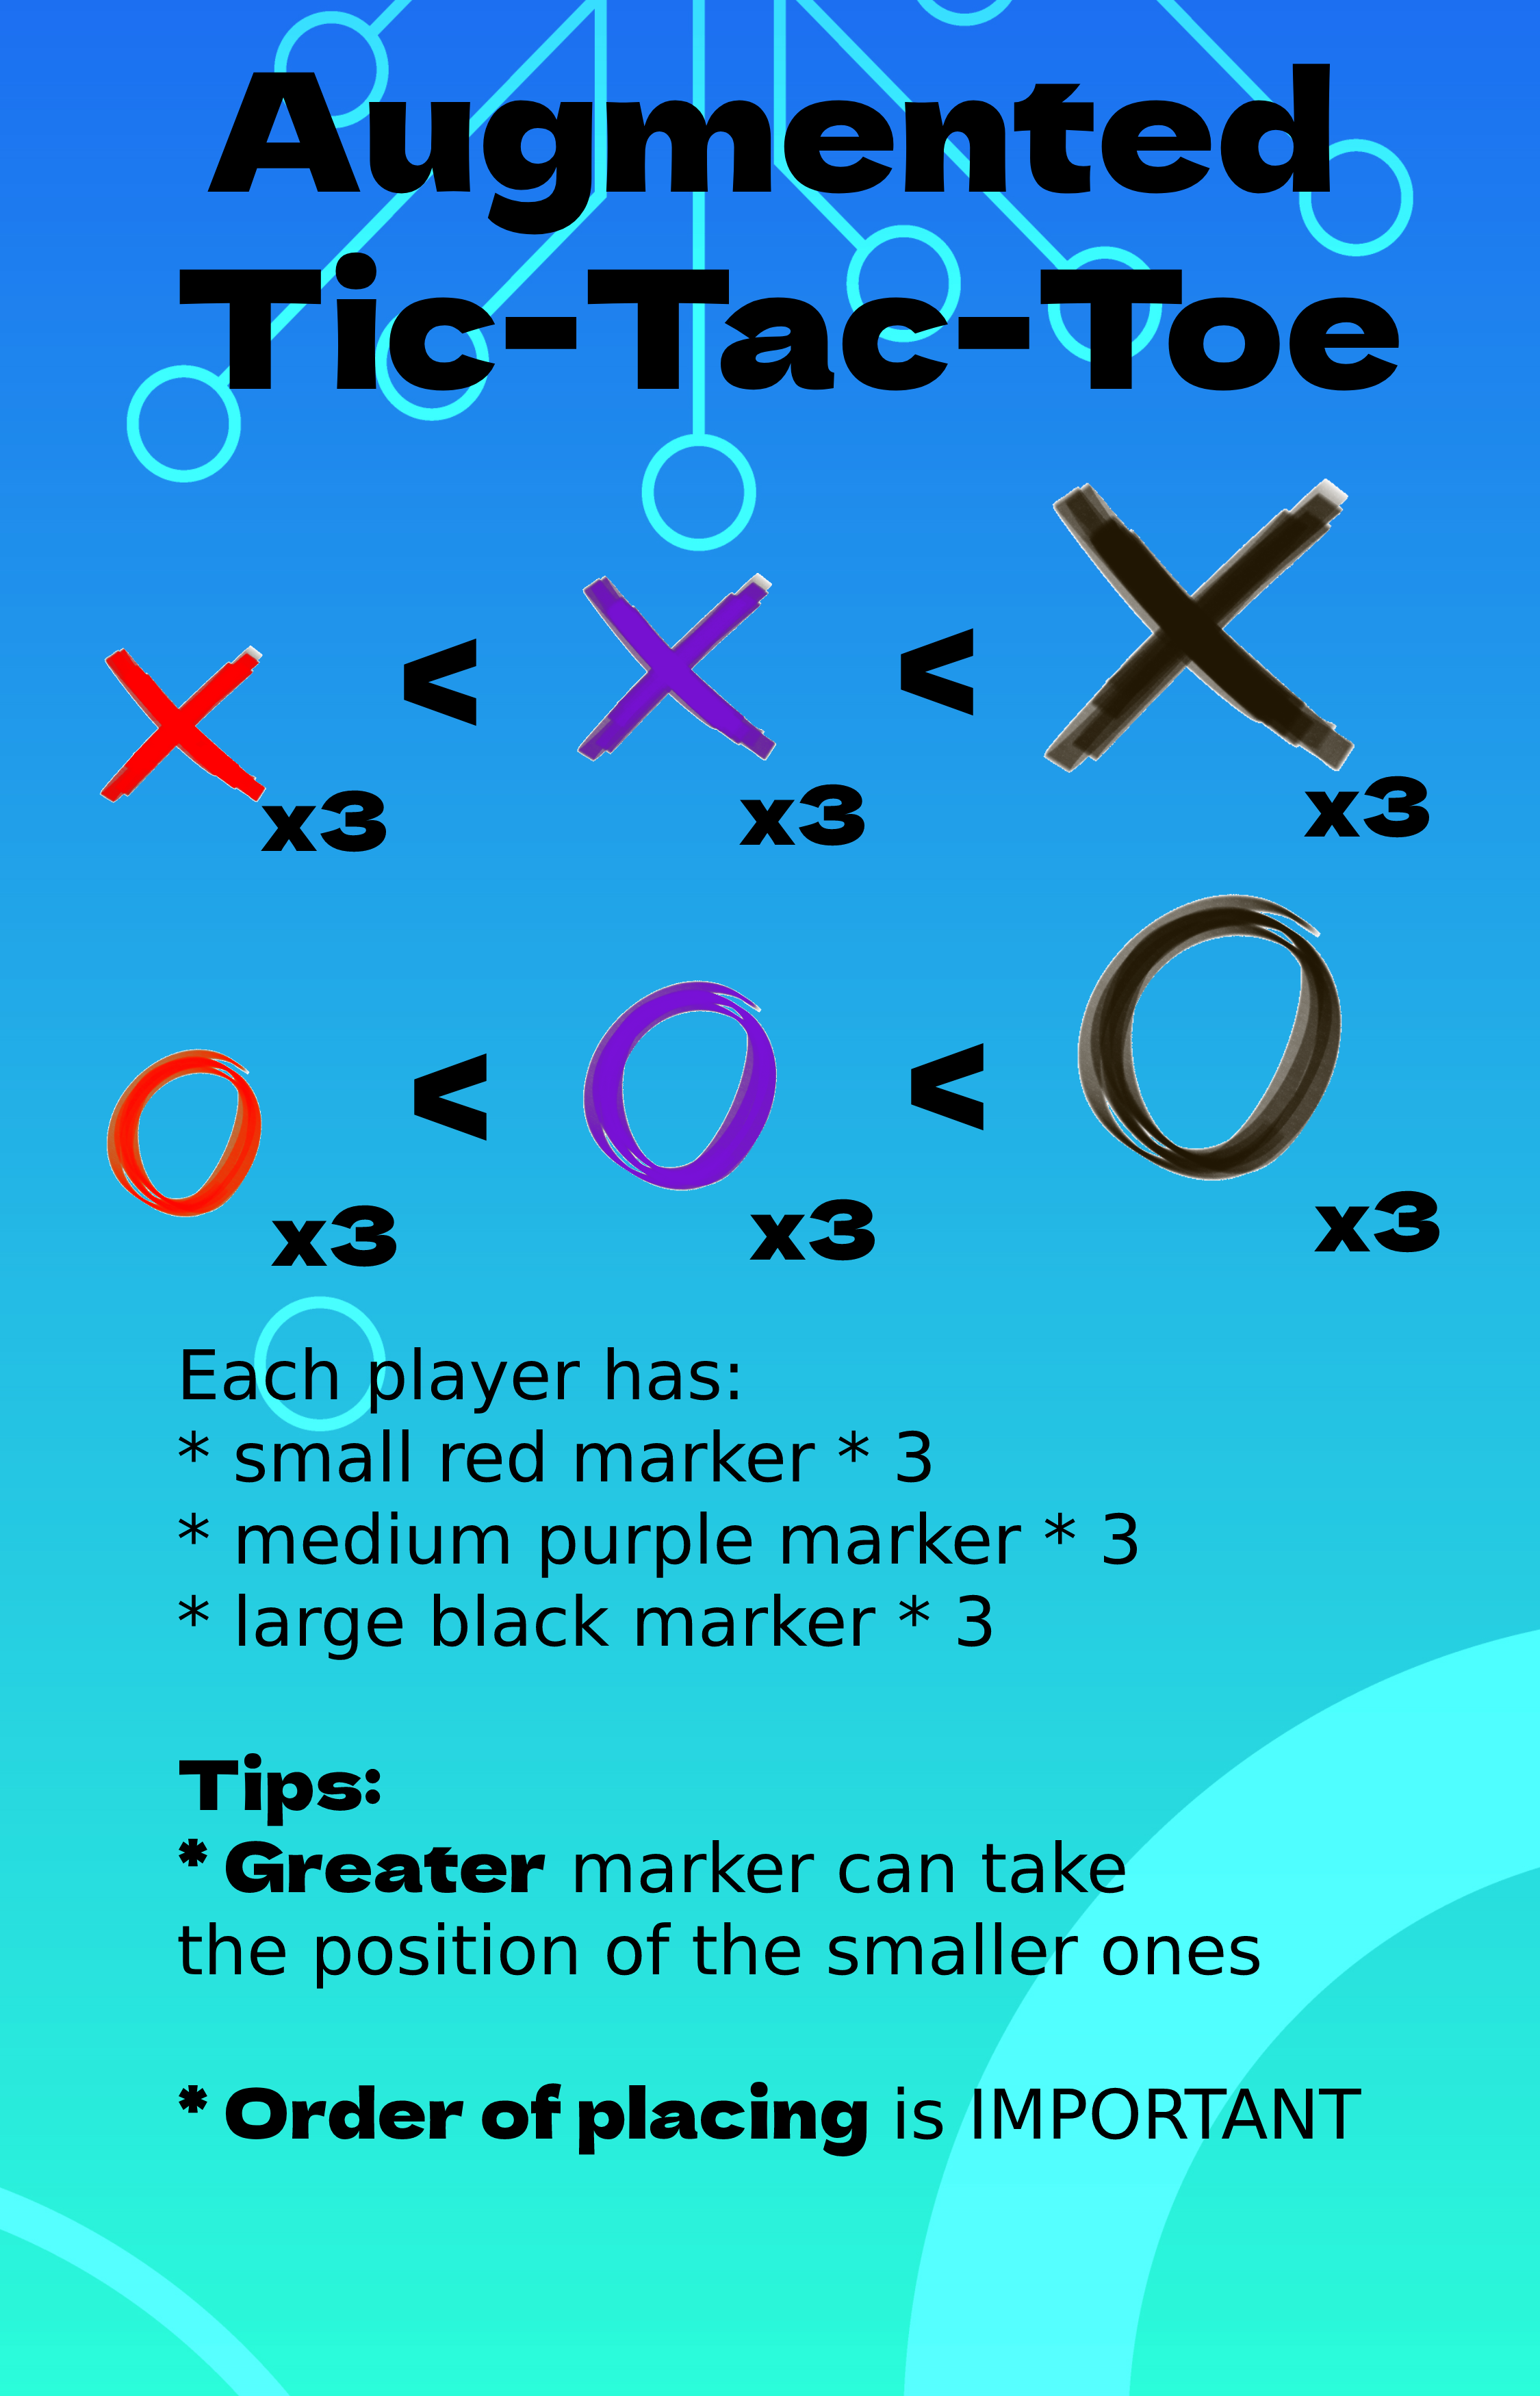 Augmented
Tic-Tac-Toe
X < X < X
x3 x3 x3
O < O < O
x3 x3 x3
Each player has:
* small red marker * 3
* medium purple marker * 3
* large black marker * 3
Tips:
* Greater marker can take
the position of the smaller ones
* Order of placing is IMPORTANT